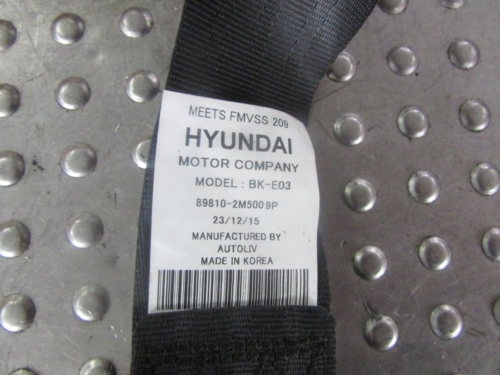 MEETS FMVSS 209
HYUNDAI
MOTOR COMPANY
MODEL : BK-E03
89810-2M500 9P
23/12/15
MANUFACTURED BY
AUTOLIV
MADE IN KOREA